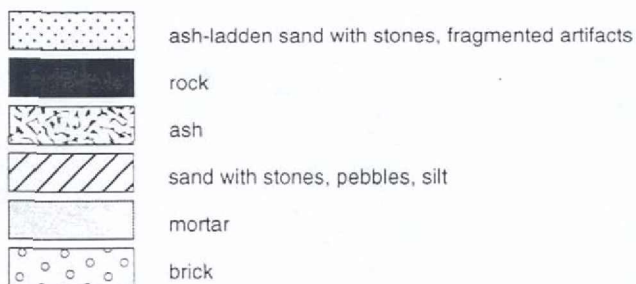 ash-ladden sand with stones, fragmented artifacts
rock
ash
sand with stones, pebbles, silt
mortar
brick